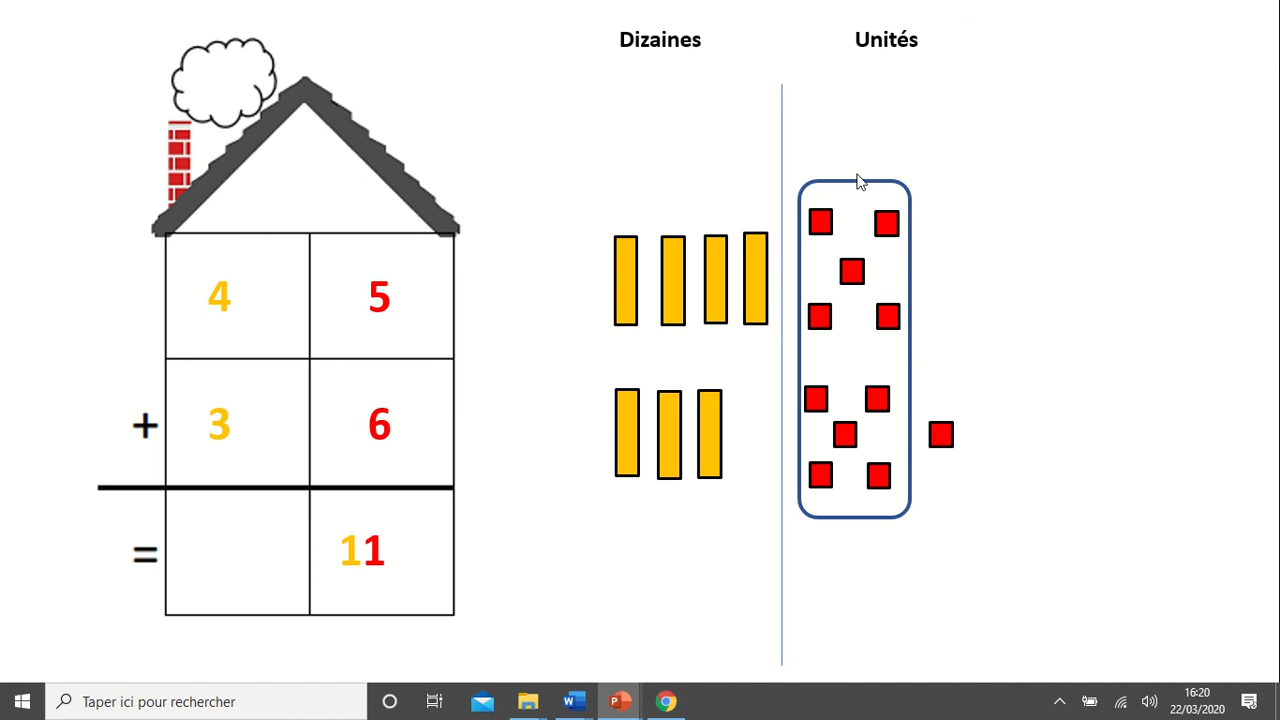 Dizaines Unités
4 5
+ 3 6
= 11
Taper ici pour rechercher
16:20
22/03/2020